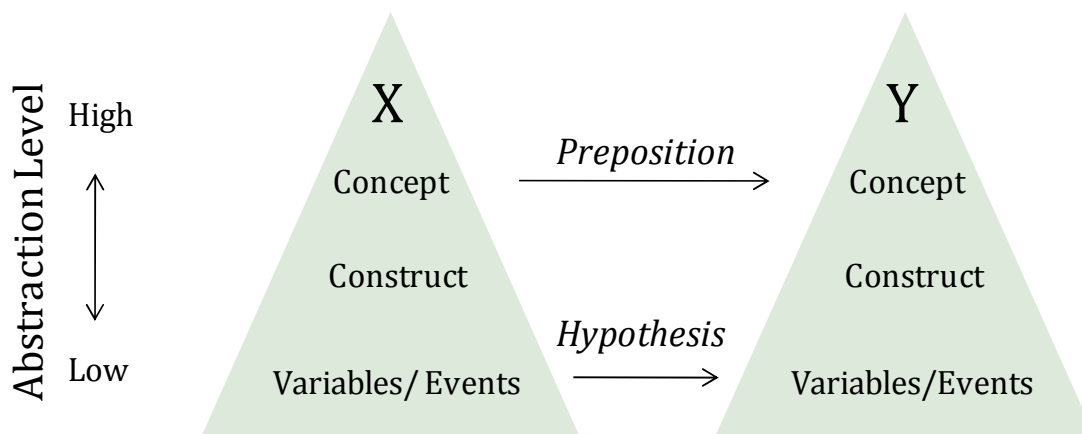 Abstraction Level
High
Low
X
Concept
Construct
Variables/ Events
Preposition
Hypothesis
Y
Concept
Construct
Variables/Events